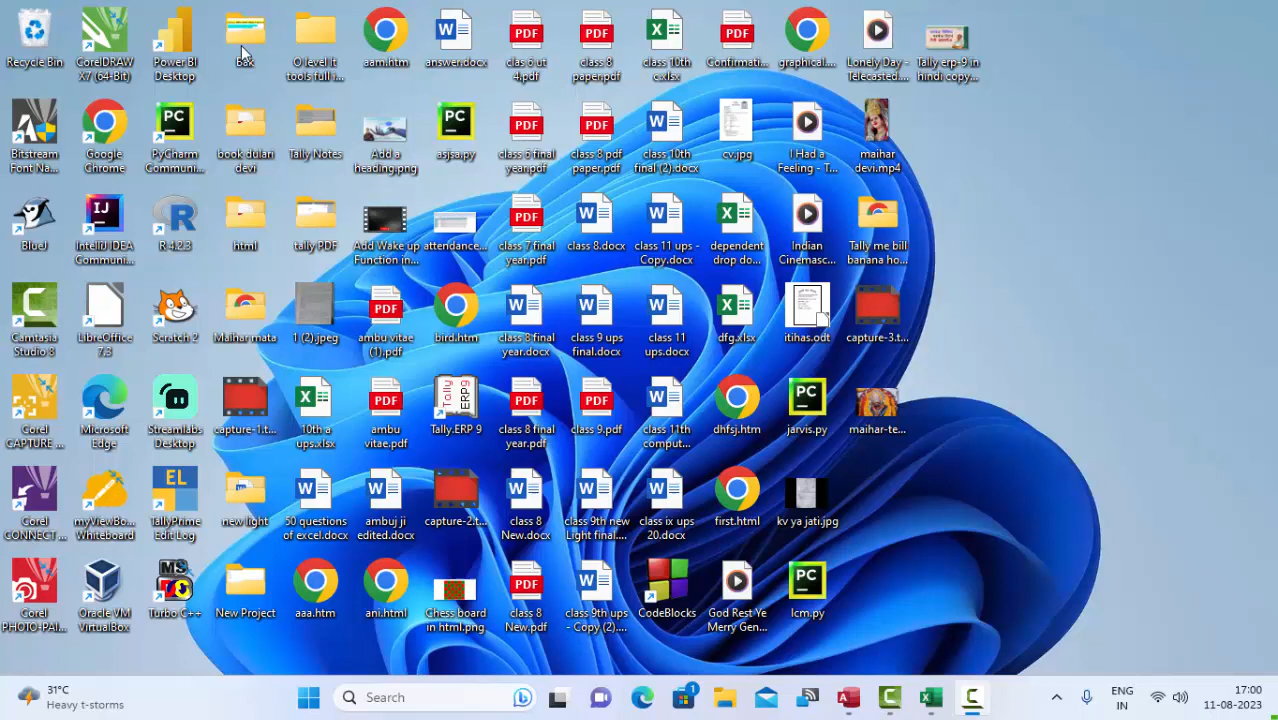 Recycle Bin
CorelDRAW
X7 (64-Bit)
Power BI
Desktop
Bak
O level It
tools full i...
aam.htm
answer.docx
class 6 ut
4.pdf
class 8
paper.pdf
class 10th
c.xlsx
Confirmati...
graphical....
Lonely Day -
Telecasted....
Tally erp-9 in
hindi copy...
Bitstream
Font Na...
Google
Chrome
PyCharm
Communi...
book dulari
devi
Tally Notes
Add a
heading.png
asjsa.py
class 6 final
year.pdf
class 8 pdf
paper.pdf
class 10th
final (2).docx
cv.jpg
I Had a
Feeling - T...
maihar
devi.mp4
BlueJ
IntelliJ IDEA
Communi...
R 4.2.3
html
tally PDF
Add Wake up
Function in...
attendance...
class 7 final
year.pdf
class 8.docx
class 11 ups -
Copy.docx
dependent
drop do...
Indian
Cinemasc...
Tally me bill
banana ho...
Camtasia
Studio 8
LibreOffice
7.3
Scratch 2
Maihar mata
1 (2).jpeg
ambu vitae
(1).pdf
bird.htm
class 8 final
year.docx
class 9 ups
final.docx
class 11
ups.docx
dfg.xlsx
itihas.odt
capture-3.t...
Corel
CAPTURE ...
Microsoft
Edge
Streamlabs
Desktop
capture-1.t...
10th a
ups.xlsx
ambu
vitae.pdf
Tally.ERP 9
class 8 final
year.pdf
class 9.pdf
class 11th
comput...
dhfsj.htm
jarvis.py
maihar-te...
Corel
CONNECT ...
myViewBo...
Whiteboard
TallyPrime
Edit Log
new light
50 questions
of excel.docx
ambuj ji
edited.docx
capture-2.t...
class 8
New.docx
class 9th new
Light final....
class ix ups
20.docx
first.html
kv ya jati.jpg
Corel
PHOTO-PAI...
Oracle VM
VirtualBox
Turbo C++
New Project
aaa.htm
ani.html
Chess board
in html.png
class 8
New.pdf
class 9th ups
- Copy (2)....
CodeBlocks
God Rest Ye
Merry Gen...
lcm.py
31°C
Heavy t-storms
Search
1
ENG
IN
17:00
11-08-2023